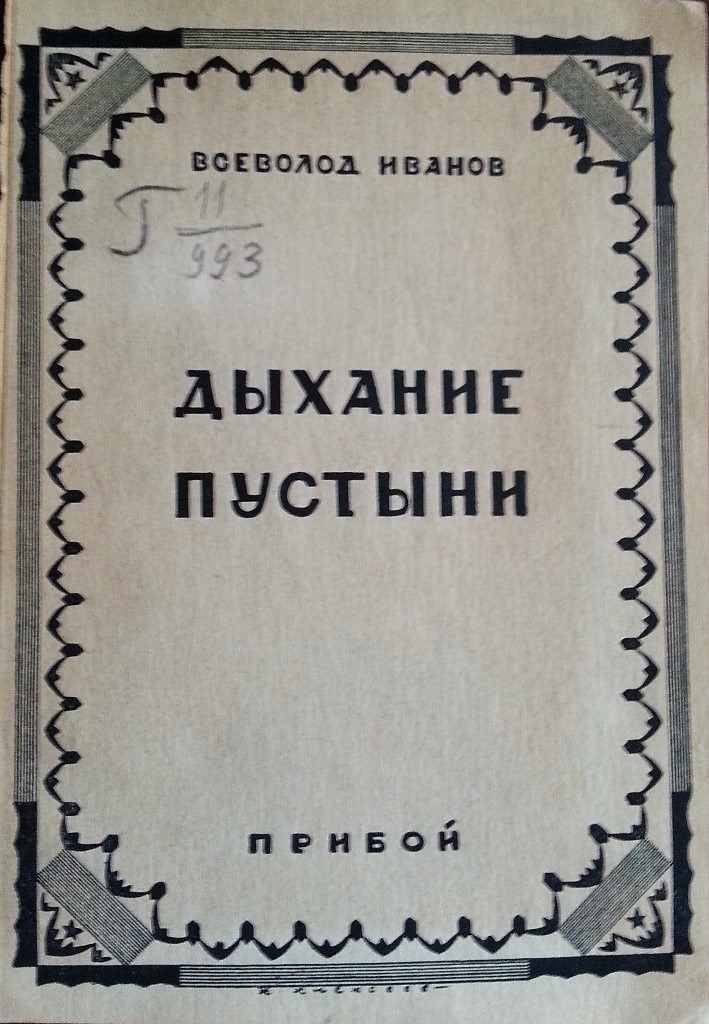 ВСЕВОЛОД ИВАНОВ
Г 11
993
ДЫХАНИЕ
ПУСТЫНИ
ПРИБОЙ